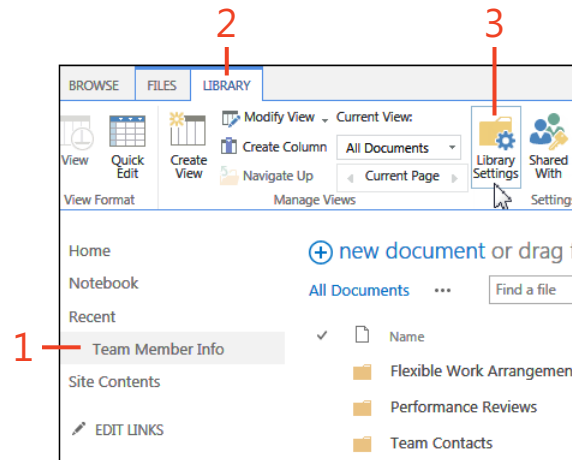 2 3
BROWSE FILES LIBRARY
Modify View Current View:
Create Column All Documents
View Quick Edit Create View Navigate Up Current Page Library Settings Shared With
View Format Manage Views Settings
Home
new document or drag
Notebook
All Documents ... Find a file
Recent
Name
1 Team Member Info
Flexible Work Arrangemen
Site Contents
Performance Reviews
EDIT LINKS
Team Contacts